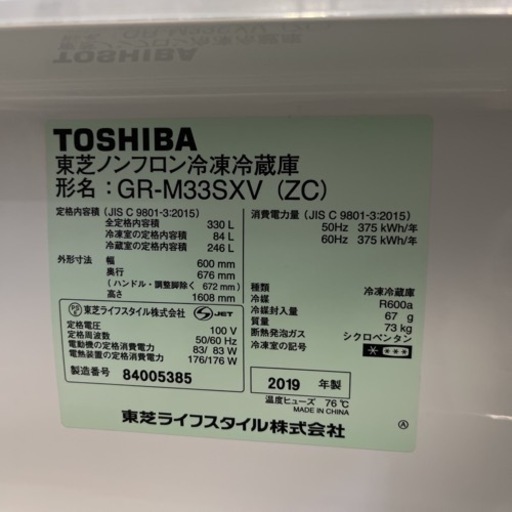 TOSHIBA
東芝ノンフロン冷凍冷蔵庫
形名：GR-M33SXV（ZC）
定格内容積（JIS C 9801-3:2015）
全定格内容積 330 L
冷凍室の定格内容積 84 L
冷蔵室の定格内容積 246 L
外形寸法 幅 600 mm
奥行 676 mm
（ハンドル・調整脚除く 672 mm）
高さ 1608 mm
消費電力量（JIS C 9801-3:2015）
50Hz 375 kWh/年
60Hz 375 kWh/年
種類 冷凍冷蔵庫
冷媒 R600a
冷媒封入量 67 g
質量 73 kg
断熱発泡ガス シクロペンタン
冷凍室の記号
東芝ライフスタイル株式会社 JET
定格電圧 100 V
定格周波数 50/60 Hz
電動機の定格消費電力 83/ 83 W
電熱装置の定格消費電力 176/176 W
製造番号 84005385
2019 年製
温度ヒューズ 76℃
MADE IN CHINA
東芝ライフスタイル株式会社
Ⓐ